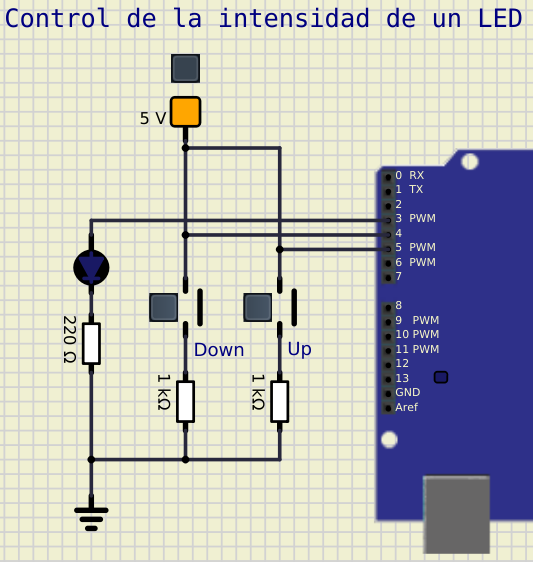 Control de la intensidad de un LED
5 V
0 RX
1 TX
2
3 PWM
4
5 PWM
6 PWM
7
8
9 PWM
10 PWM
11 PWM
12
13
GND
Aref
220 Ω
Down
Up
1 kΩ
1 kΩ